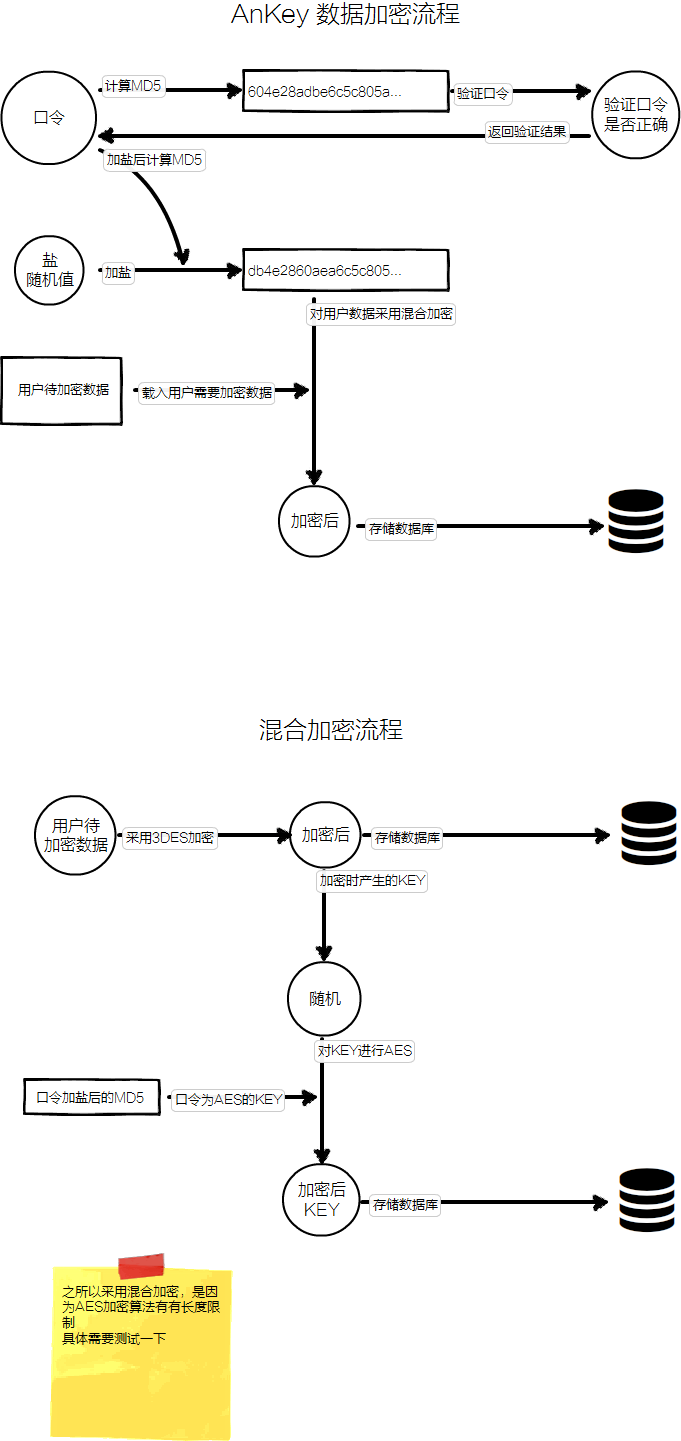 AnKey 数据加密流程
口令
计算MD5
604e28adbe6c5c805a...
验证口令
验证口令
是否正确
返回验证结果
加盐后计算MD5
盐
随机值
加盐
db4e2860aea6c5c805...
对用户数据采用混合加密
用户待加密数据
载入用户需要加密数据
加密后
存储数据库
混合加密流程
用户待
加密数据
采用3DES加密
加密后
存储数据库
加密时产生的KEY
随机
对KEY进行AES
口令加盐后的MD5
口令为AES的KEY
加密后
KEY
存储数据库
之所以采用混合加密，是因
为AES加密算法有有长度限
制
具体需要测试一下